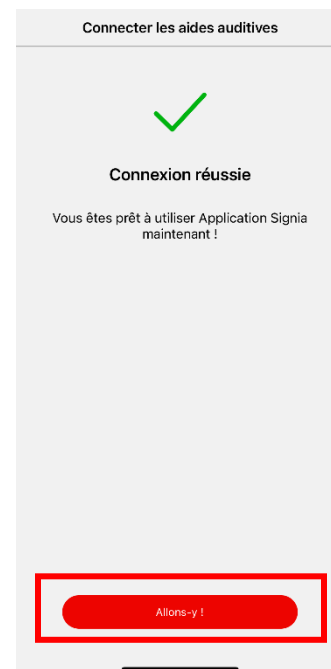 Connecter les aides auditives
Connexion réussie
Vous êtes prêt à utiliser Application Signia
maintenant !
Allons-y !